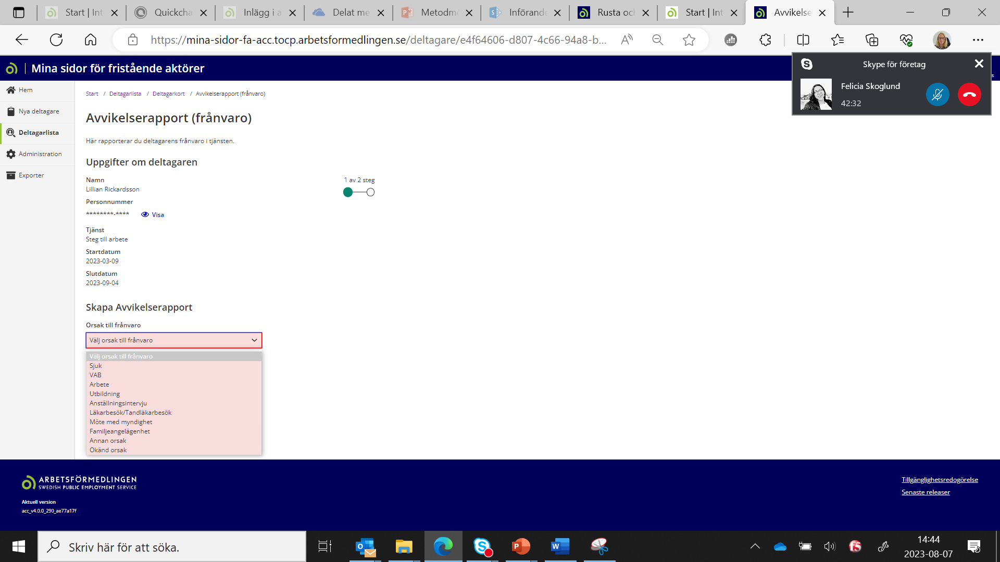 Start | Int
Quickcha
Inlägg i a
Delat me
Metodmo
Införande
Rusta och
Start | Int
Avvikelse
https://mina-sidor-fa-acc.tocp.arbetsformedlingen.se/deltagare/e4f64606-d807-4c66-94a8-b...
Mina sidor för fristående aktörer
Skype för företag
Felicia Skoglund
42:32
Hem
Nya deltagare
Deltagarlista
Administration
Exporter
Start / Deltagarlista / Deltagarkort / Avvikelserapport (frånvaro)
Avvikelserapport (frånvaro)
Här rapporterar du deltagarens frånvaro i tjänsten.
Uppgifter om deltagaren
Namn
Lillian Rickardsson
1 av 2 steg
Personnummer
********-**** Visa
Tjänst
Steg till arbete
Startdatum
2023-03-09
Slutdatum
2023-09-04
Skapa Avvikelserapport
Orsak till frånvaro
Välj orsak till frånvaro
Välj orsak till frånvaro
Sjuk
VAB
Arbete
Utbildning
Anställningsintervju
Läkarbesök/Tandläkarbesök
Möte med myndighet
Familjeangelägenhet
Annan orsak
Okänd orsak
ARBETSFÖRMEDLINGEN
SWEDISH PUBLIC EMPLOYMENT SERVICE
Aktuell version
acc_v4.0.0_290_ae77a17f
Tillgänglighetsredogörelse
Senaste releaser
Skriv här för att söka.
14:44
2023-08-07